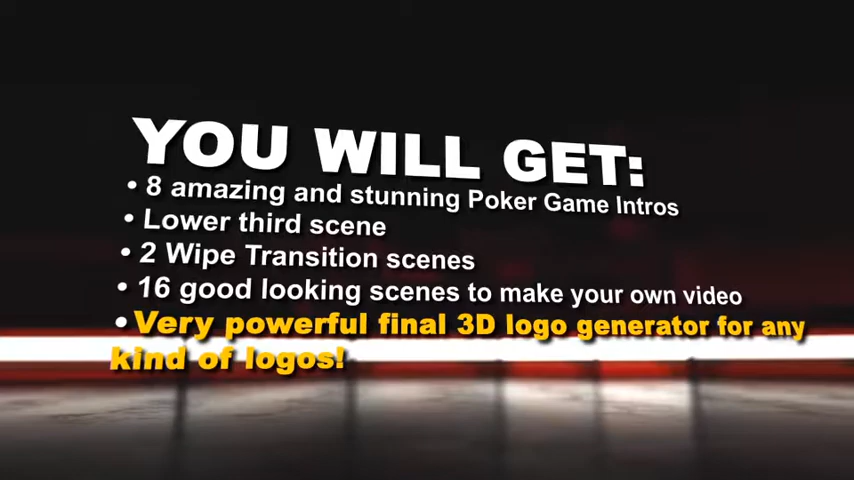 YOU WILL GET:
• 8 amazing and stunning Poker Game Intros
• Lower third scene
• 2 Wipe Transition scenes
• 16 good looking scenes to make your own video
• Very powerful final 3D logo generator for any
kind of logos!